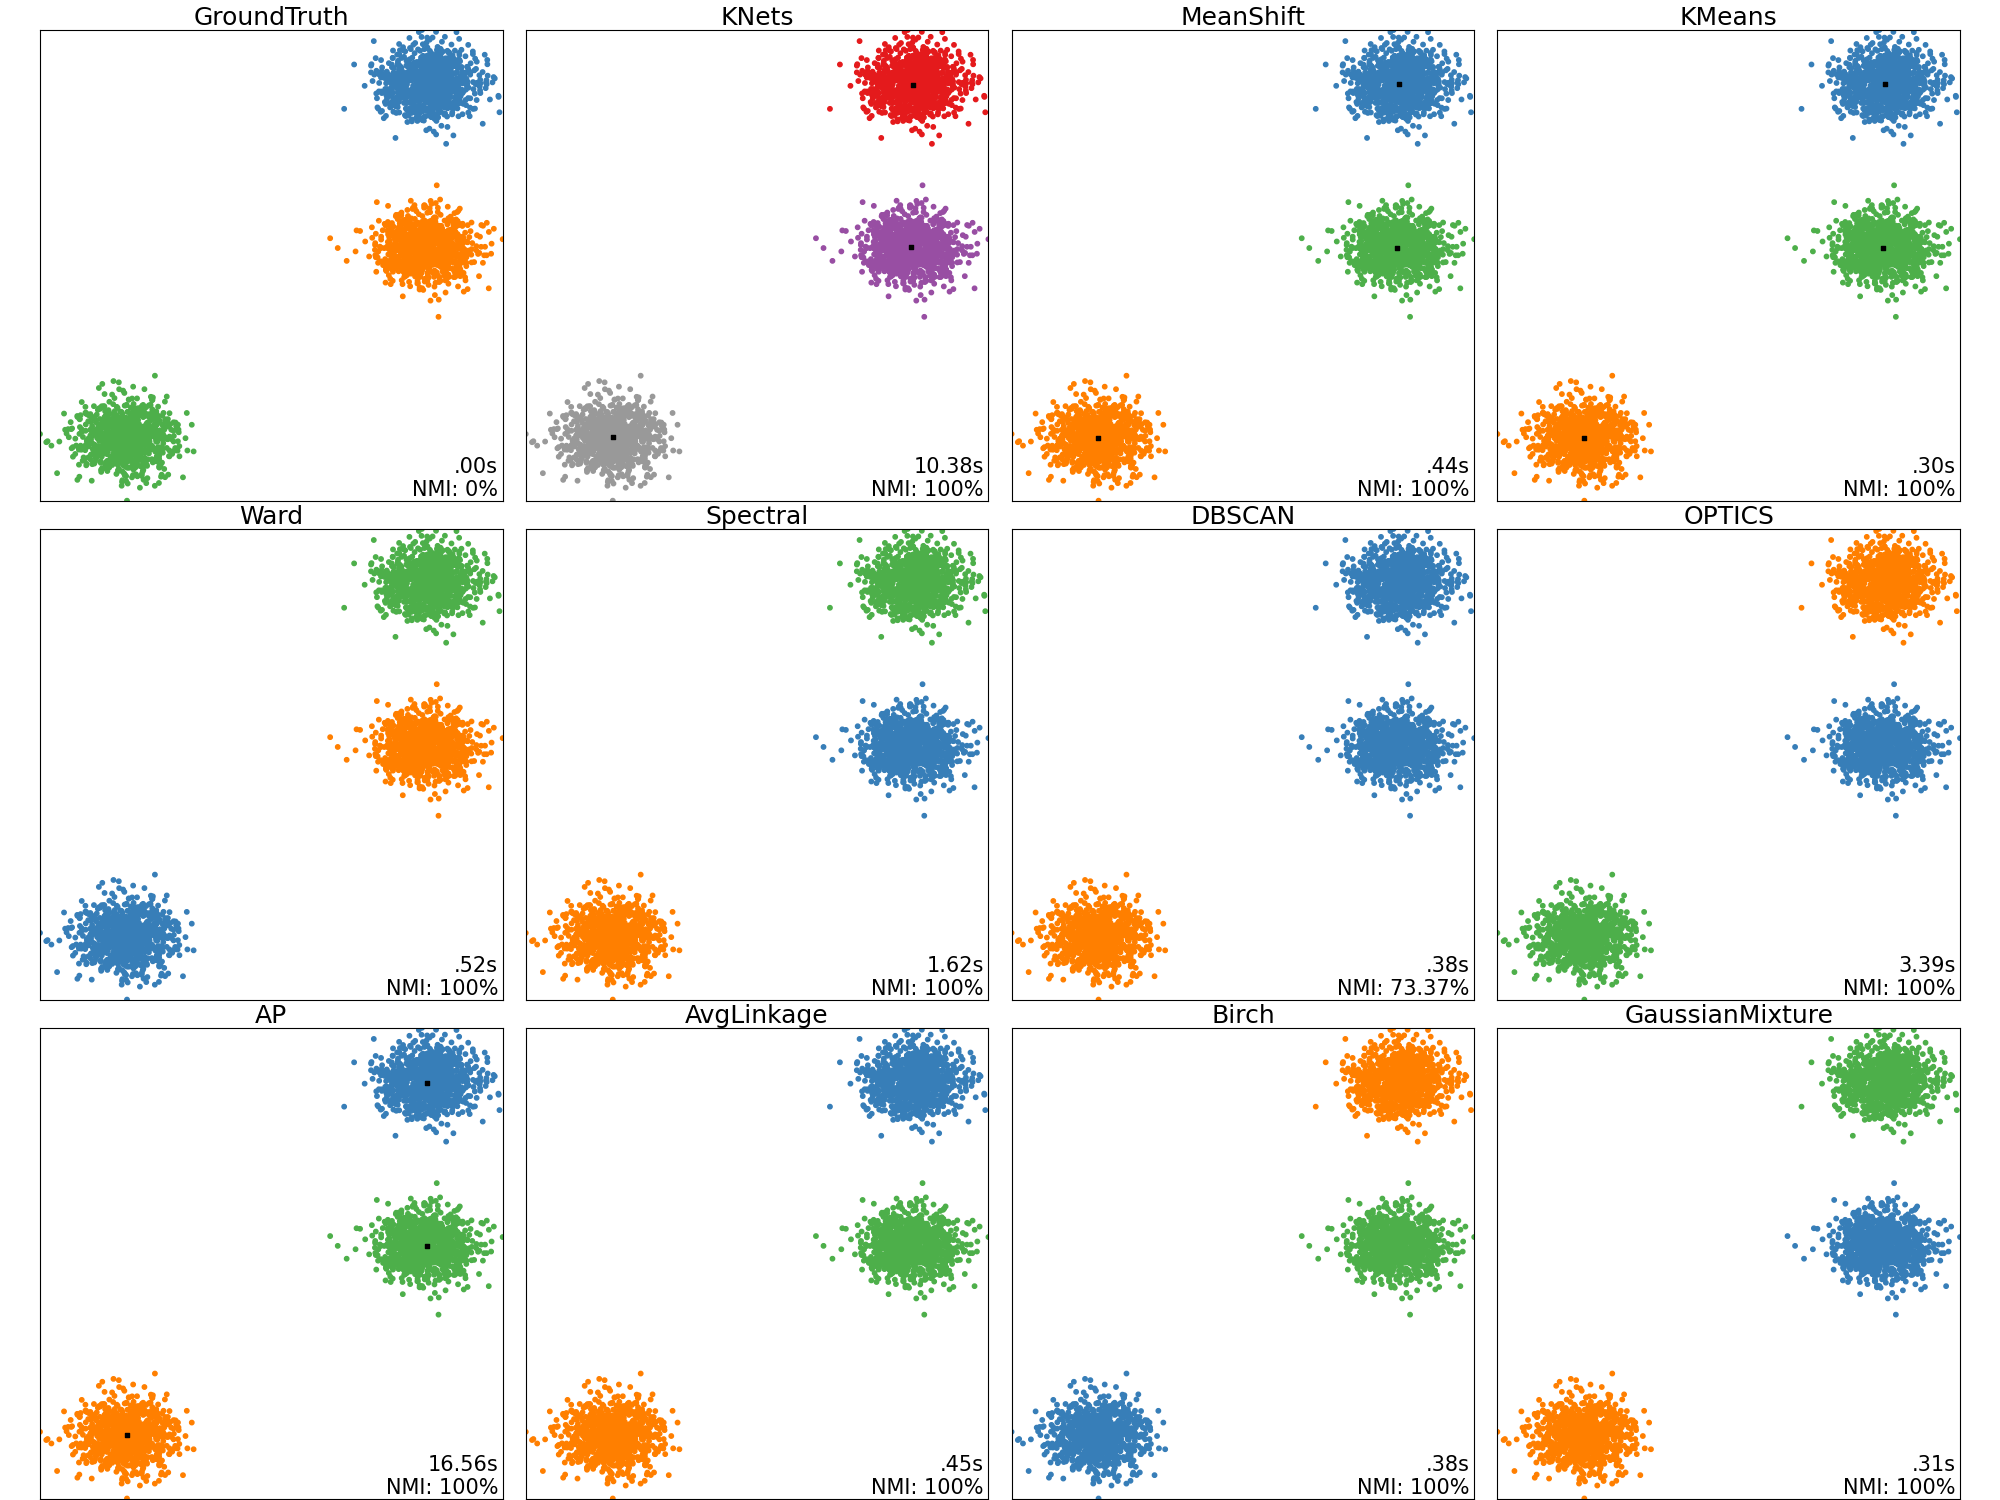 GroundTruth
KNets
MeanShift
KMeans
.00s
NMI: 0%
10.38s
NMI: 100%
.44s
NMI: 100%
.30s
NMI: 100%
Ward
Spectral
DBSCAN
OPTICS
.52s
NMI: 100%
1.62s
NMI: 100%
.38s
NMI: 73.37%
3.39s
NMI: 100%
AP
AvgLinkage
Birch
GaussianMixture
16.56s
NMI: 100%
.45s
NMI: 100%
.38s
NMI: 100%
.31s
NMI: 100%